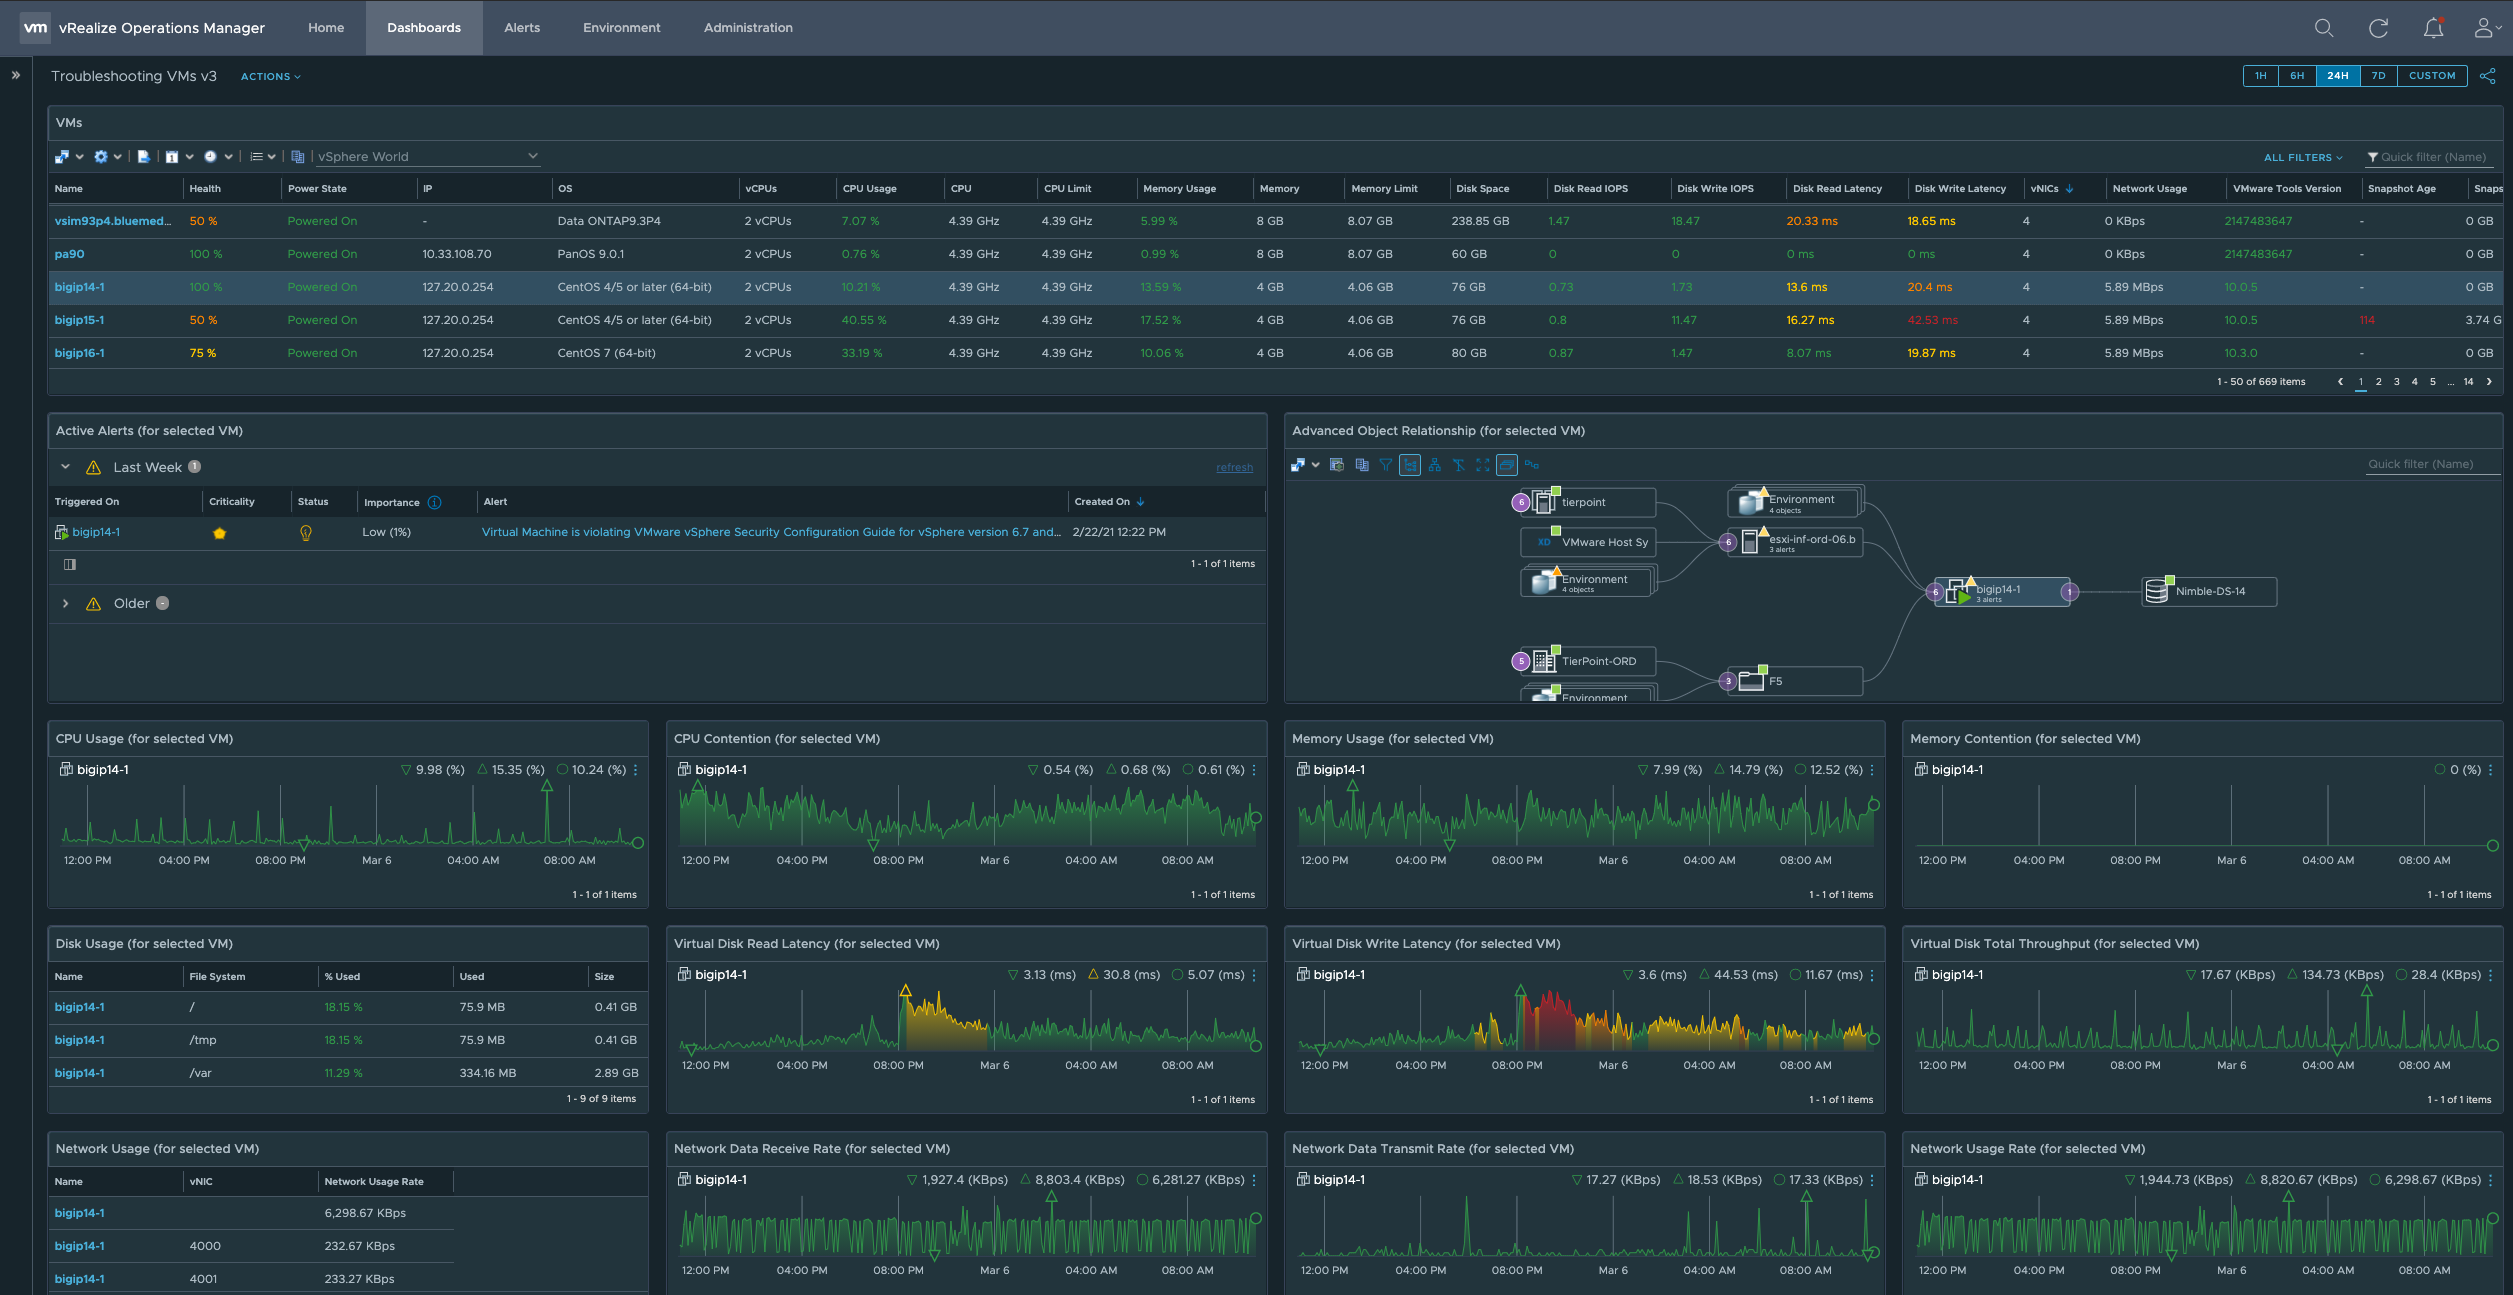 vm vRealize Operations Manager Home Dashboards Alerts Environment Administration
Troubleshooting VMs v3 ACTIONS 1H 6H 24H 7D CUSTOM
VMs
vSphere World ALL FILTERS Quick filter (Name)
Name Health Power State IP OS vCPUs CPU Usage CPU CPU Limit Memory Usage Memory Memory Limit Disk Space Disk Read IOPS Disk Write IOPS Disk Read Latency Disk Write Latency vNICs Network Usage VMware Tools Version Snapshot Age Snaps
vsim93p4.bluemed... 50 % Powered On - Data ONTAP9.3P4 2 vCPUs 7.07 % 4.39 GHz 4.39 GHz 5.99 % 8 GB 8.07 GB 238.85 GB 1.47 18.47 20.33 ms 18.65 ms 4 0 KBps 2147483647 - 0 GB
pa90 100 % Powered On 10.33.108.70 PanOS 9.0.1 2 vCPUs 0.76 % 4.39 GHz 4.39 GHz 0.99 % 8 GB 8.07 GB 60 GB 0 0 0 ms 0 ms 4 0 KBps 2147483647 - 0 GB
bigip14-1 100 % Powered On 127.20.0.254 CentOS 4/5 or later (64-bit) 2 vCPUs 10.21 % 4.39 GHz 4.39 GHz 13.59 % 4 GB 4.06 GB 76 GB 0.73 1.73 13.6 ms 20.4 ms 4 5.89 MBps 10.0.5 - 0 GB
bigip15-1 50 % Powered On 127.20.0.254 CentOS 4/5 or later (64-bit) 2 vCPUs 40.55 % 4.39 GHz 4.39 GHz 17.52 % 4 GB 4.06 GB 76 GB 0.8 11.47 16.27 ms 42.53 ms 4 5.89 MBps 10.0.5 114 3.74 G
bigip16-1 75 % Powered On 127.20.0.254 CentOS 7 (64-bit) 2 vCPUs 33.19 % 4.39 GHz 4.39 GHz 10.06 % 4 GB 4.06 GB 80 GB 0.87 1.47 8.07 ms 19.87 ms 4 5.89 MBps 10.3.0 - 0 GB
1 - 50 of 669 items 1 2 3 4 5 ... 14
Active Alerts (for selected VM)
Last Week 1 refresh
Triggered On Criticality Status Importance Alert Created On
bigip14-1 Low (1%) Virtual Machine is violating VMware vSphere Security Configuration Guide for vSphere version 6.7 and... 2/22/21 12:22 PM
1 - 1 of 1 items
Older -
Advanced Object Relationship (for selected VM)
Quick filter (Name)
6 tierpoint
Environment
4 objects
XD VMware Host Sy
6 esxi-inf-ord-06.b
3 alerts
Environment
4 objects
6 bigip14-1 1
3 alerts
Nimble-DS-14
5 TierPoint-ORD
3 F5
Environment
CPU Usage (for selected VM)
bigip14-1 9.98 (%) 15.35 (%) 10.24 (%)
12:00 PM 04:00 PM 08:00 PM Mar 6 04:00 AM 08:00 AM
1 - 1 of 1 items
CPU Contention (for selected VM)
bigip14-1 0.54 (%) 0.68 (%) 0.61 (%)
12:00 PM 04:00 PM 08:00 PM Mar 6 04:00 AM 08:00 AM
1 - 1 of 1 items
Memory Usage (for selected VM)
bigip14-1 7.99 (%) 14.79 (%) 12.52 (%)
12:00 PM 04:00 PM 08:00 PM Mar 6 04:00 AM 08:00 AM
1 - 1 of 1 items
Memory Contention (for selected VM)
bigip14-1 0 (%)
12:00 PM 04:00 PM 08:00 PM Mar 6 04:00 AM 08:00 AM
1 - 1 of 1 items
Disk Usage (for selected VM)
Name File System % Used Used Size
bigip14-1 / 18.15 % 75.9 MB 0.41 GB
bigip14-1 /tmp 18.15 % 75.9 MB 0.41 GB
bigip14-1 /var 11.29 % 334.16 MB 2.89 GB
1 - 9 of 9 items
Virtual Disk Read Latency (for selected VM)
bigip14-1 3.13 (ms) 30.8 (ms) 5.07 (ms)
12:00 PM 04:00 PM 08:00 PM Mar 6 04:00 AM 08:00 AM
1 - 1 of 1 items
Virtual Disk Write Latency (for selected VM)
bigip14-1 3.6 (ms) 44.53 (ms) 11.67 (ms)
12:00 PM 04:00 PM 08:00 PM Mar 6 04:00 AM 08:00 AM
1 - 1 of 1 items
Virtual Disk Total Throughput (for selected VM)
bigip14-1 17.67 (KBps) 134.73 (KBps) 28.4 (KBps)
12:00 PM 04:00 PM 08:00 PM Mar 6 04:00 AM 08:00 AM
1 - 1 of 1 items
Network Usage (for selected VM)
Name vNIC Network Usage Rate
bigip14-1 6,298.67 KBps
bigip14-1 4000 232.67 KBps
bigip14-1 4001 233.27 KBps
Network Data Receive Rate (for selected VM)
bigip14-1 1,927.4 (KBps) 8,803.4 (KBps) 6,281.27 (KBps)
12:00 PM 04:00 PM 08:00 PM Mar 6 04:00 AM 08:00 AM
Network Data Transmit Rate (for selected VM)
bigip14-1 17.27 (KBps) 18.53 (KBps) 17.33 (KBps)
12:00 PM 04:00 PM 08:00 PM Mar 6 04:00 AM 08:00 AM
Network Usage Rate (for selected VM)
bigip14-1 1,944.73 (KBps) 8,820.67 (KBps) 6,298.67 (KBps)
12:00 PM 04:00 PM 08:00 PM Mar 6 04:00 AM 08:00 AM